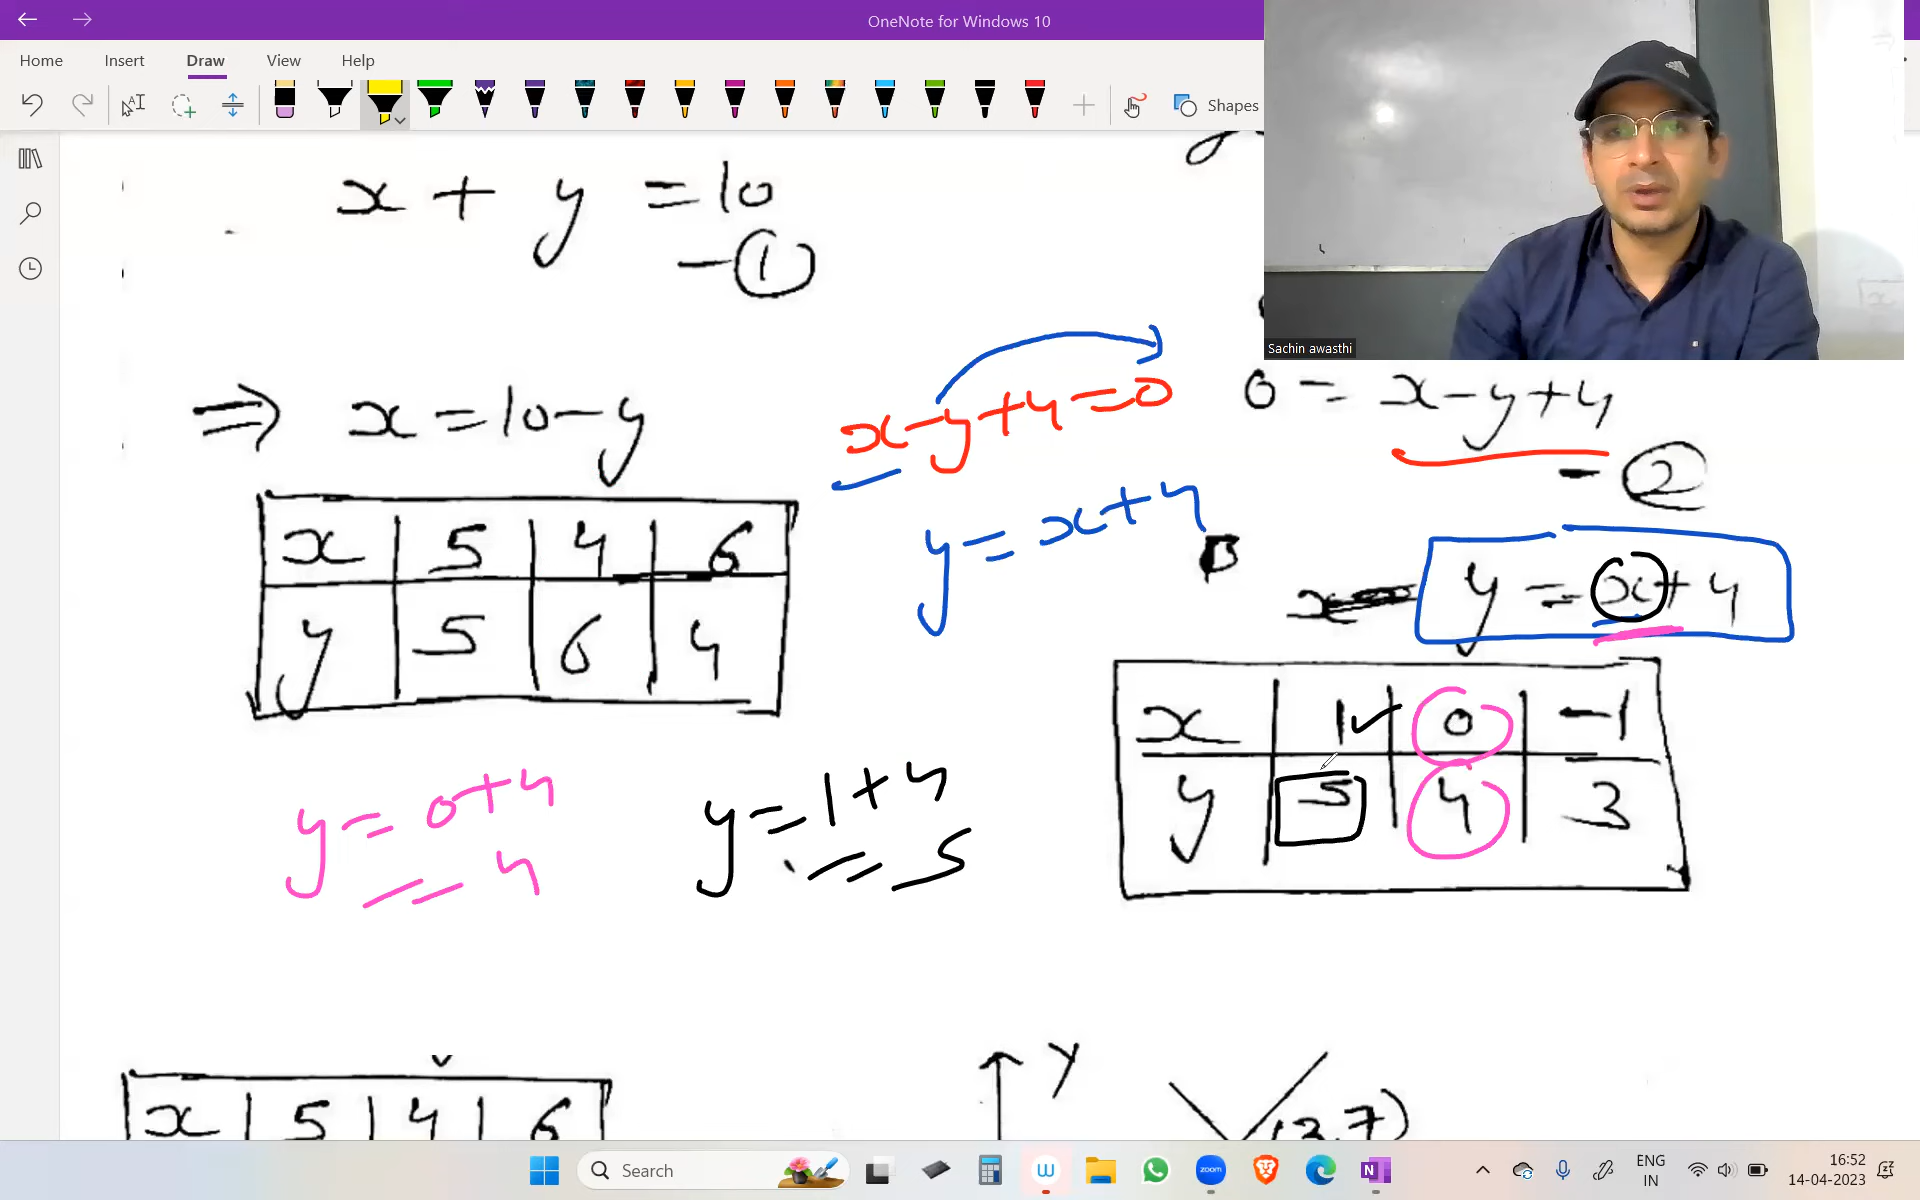 OneNote for Windows 10
Home Insert Draw View Help
Shapes
x + y = 10
- ①
Sachin awasthi
⇒ x = 10 - y
x - y + 4 = 0
0 = x - y + 4
- ②
y = x + 4
y = x + 4
x 5 4 6
y 5 6 4
x 1 ✓ 0 -1
y 5 4 3
y = 0 + 4
= 4
y = 1 + 4
= 5
y
x 5 4 6
(3,7)
Search
W
zoom
N
ENG
IN
16:52
14-04-2023